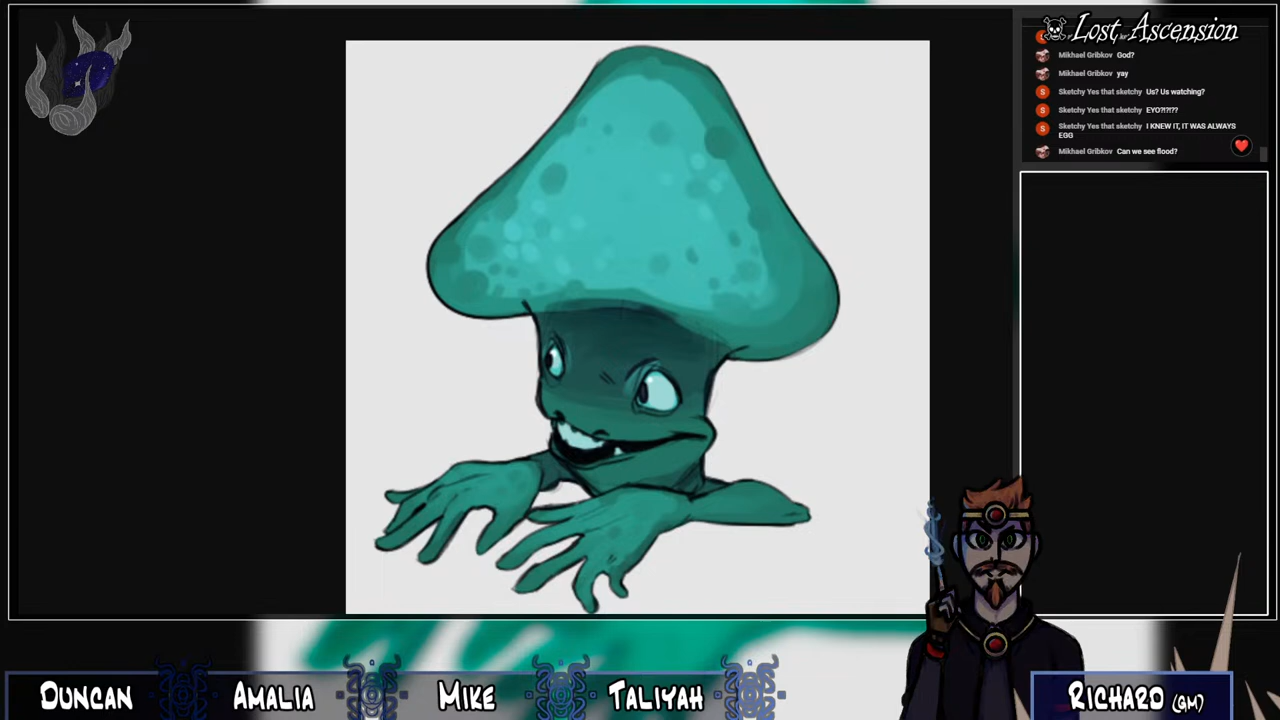 Lost Ascension
Mikhael Gribkov God?
Mikhael Gribkov yay
Sketchy Yes that sketchy Us? Us watching?
Sketchy Yes that sketchy EYO?!?!??
Sketchy Yes that sketchy I KNEW IT, IT WAS ALWAYS
EGG
Mikhael Gribkov Can we see flood?
Duncan
Amalia
Mike
Taliyah
Richard (GM)